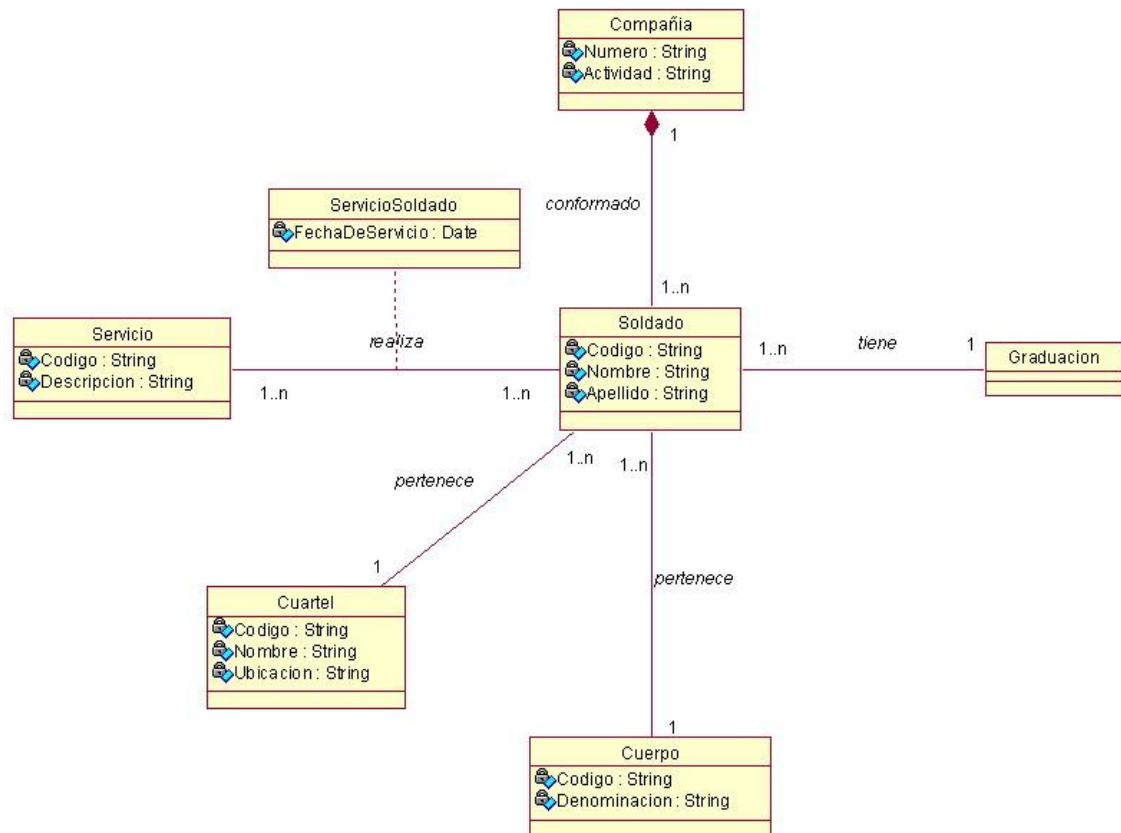 Compañia
Numero : String
Actividad : String
1
conformado
1..n
ServicioSoldado
FechaDeServicio : Date
Servicio
Codigo : String
Descripcion : String
1..n
realiza
1..n
Soldado
Codigo : String
Nombre : String
Apellido : String
1..n
tiene
1
Graduacion
1..n
pertenece
1
Cuartel
Codigo : String
Nombre : String
Ubicacion : String
1..n
pertenece
1
Cuerpo
Codigo : String
Denominacion : String